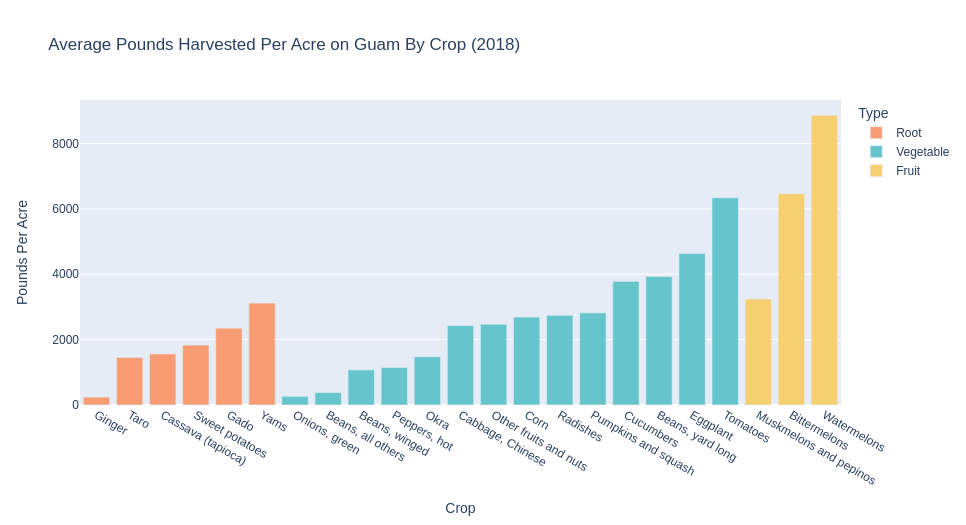 Average Pounds Harvested Per Acre on Guam By Crop (2018)
Type
Root
Vegetable
Fruit
Pounds Per Acre
8000
6000
4000
2000
0
Ginger
Taro
Cassava (tapioca)
Sweet potatoes
Gado
Yams
Onions, green
Beans, all others
Beans, winged
Peppers, hot
Okra
Cabbage, Chinese
Other fruits and nuts
Corn
Radishes
Pumpkins and squash
Cucumbers
Beans, yard long
Eggplant
Tomatoes
Muskmelons and pepinos
Bittermelons
Watermelons
Crop